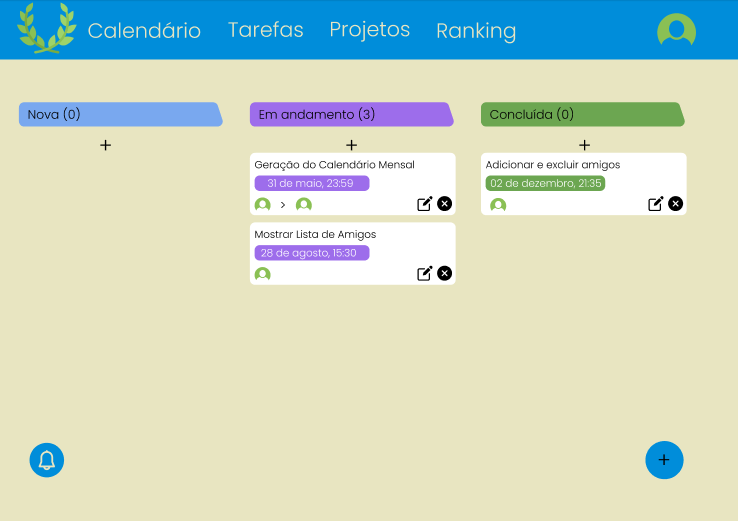 Calendário Tarefas Projetos Ranking
Nova (0)
+
Em andamento (3)
+
Geração do Calendário Mensal
31 de maio, 23:59
>
Mostrar Lista de Amigos
28 de agosto, 15:30
Concluída (0)
+
Adicionar e excluir amigos
02 de dezembro, 21:35
+